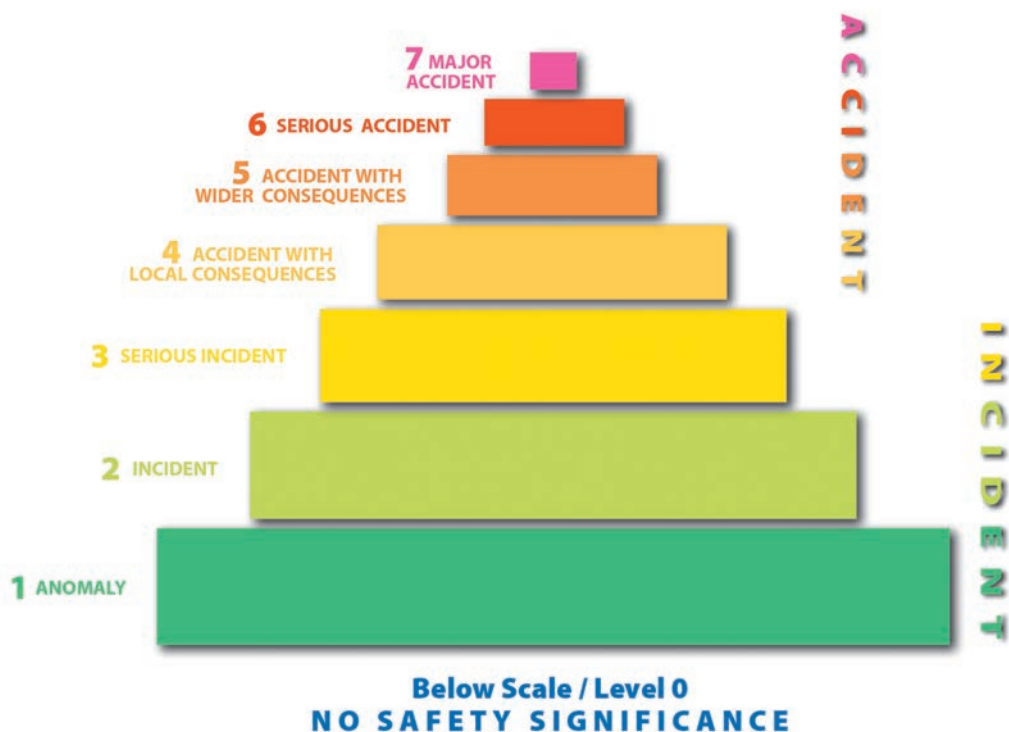 7 MAJOR
ACCIDENT
6 SERIOUS ACCIDENT
5 ACCIDENT WITH
WIDER CONSEQUENCES
4 ACCIDENT WITH
LOCAL CONSEQUENCES
3 SERIOUS INCIDENT
2 INCIDENT
1 ANOMALY
ACCIDENT
INCIDENT
Below Scale / Level 0
NO SAFETY SIGNIFICANCE